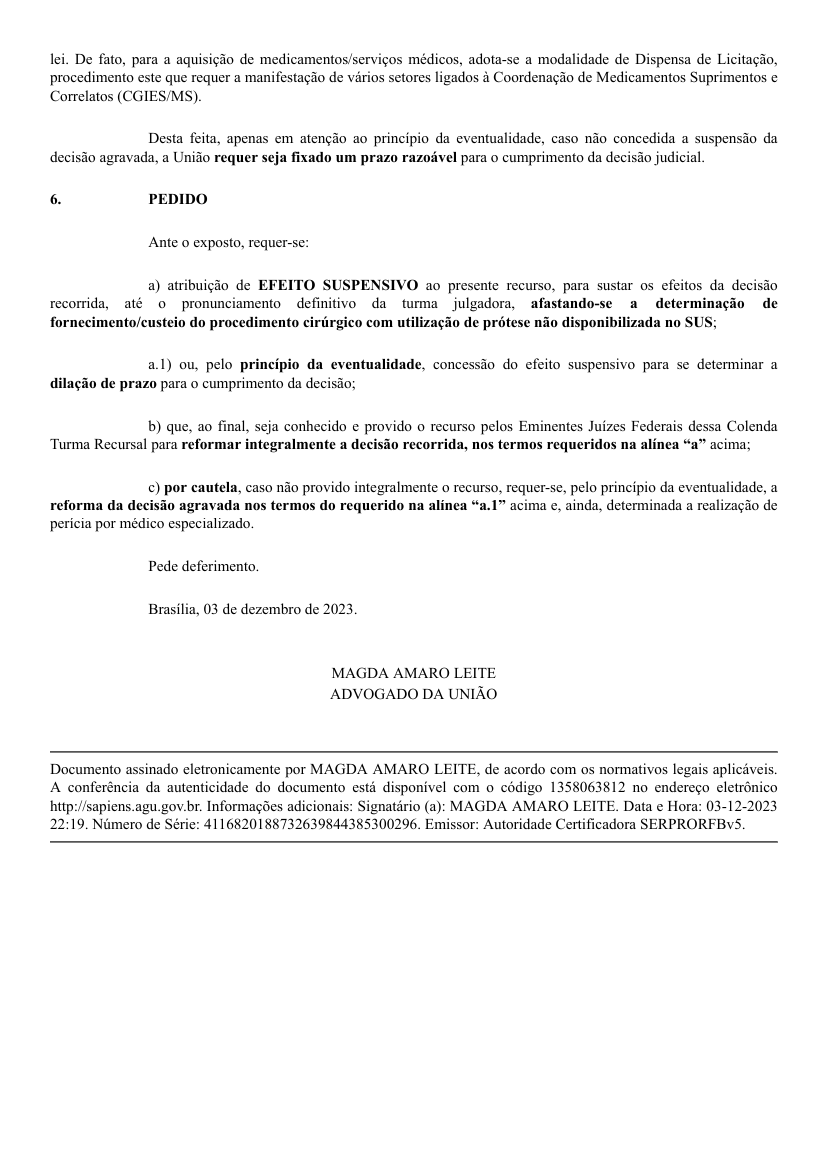 lei. De fato, para a aquisição de medicamentos/serviços médicos, adota-se a modalidade de Dispensa de Licitação,
procedimento este que requer a manifestação de vários setores ligados à Coordenação de Medicamentos Suprimentos e
Correlatos (CGIES/MS).
Desta feita, apenas em atenção ao princípio da eventualidade, caso não concedida a suspensão da
decisão agravada, a União requer seja fixado um prazo razoável para o cumprimento da decisão judicial.
6. PEDIDO
Ante o exposto, requer-se:
a) atribuição de EFEITO SUSPENSIVO ao presente recurso, para sustar os efeitos da decisão
recorrida, até o pronunciamento definitivo da turma julgadora, afastando-se a determinação de
fornecimento/custeio do procedimento cirúrgico com utilização de prótese não disponibilizada no SUS;
a.1) ou, pelo princípio da eventualidade, concessão do efeito suspensivo para se determinar a
dilação de prazo para o cumprimento da decisão;
b) que, ao final, seja conhecido e provido o recurso pelos Eminentes Juízes Federais dessa Colenda
Turma Recursal para reformar integralmente a decisão recorrida, nos termos requeridos na alínea “a” acima;
c) por cautela, caso não provido integralmente o recurso, requer-se, pelo princípio da eventualidade, a
reforma da decisão agravada nos termos do requerido na alínea “a.1” acima e, ainda, determinada a realização de
perícia por médico especializado.
Pede deferimento.
Brasília, 03 de dezembro de 2023.
MAGDA AMARO LEITE
ADVOGADO DA UNIÃO
Documento assinado eletronicamente por MAGDA AMARO LEITE, de acordo com os normativos legais aplicáveis.
A conferência da autenticidade do documento está disponível com o código 1358063812 no endereço eletrônico
http://sapiens.agu.gov.br. Informações adicionais: Signatário (a): MAGDA AMARO LEITE. Data e Hora: 03-12-2023
22:19. Número de Série: 41168201887326398443853​00296. Emissor: Autoridade Certificadora SERPRORFBv5.